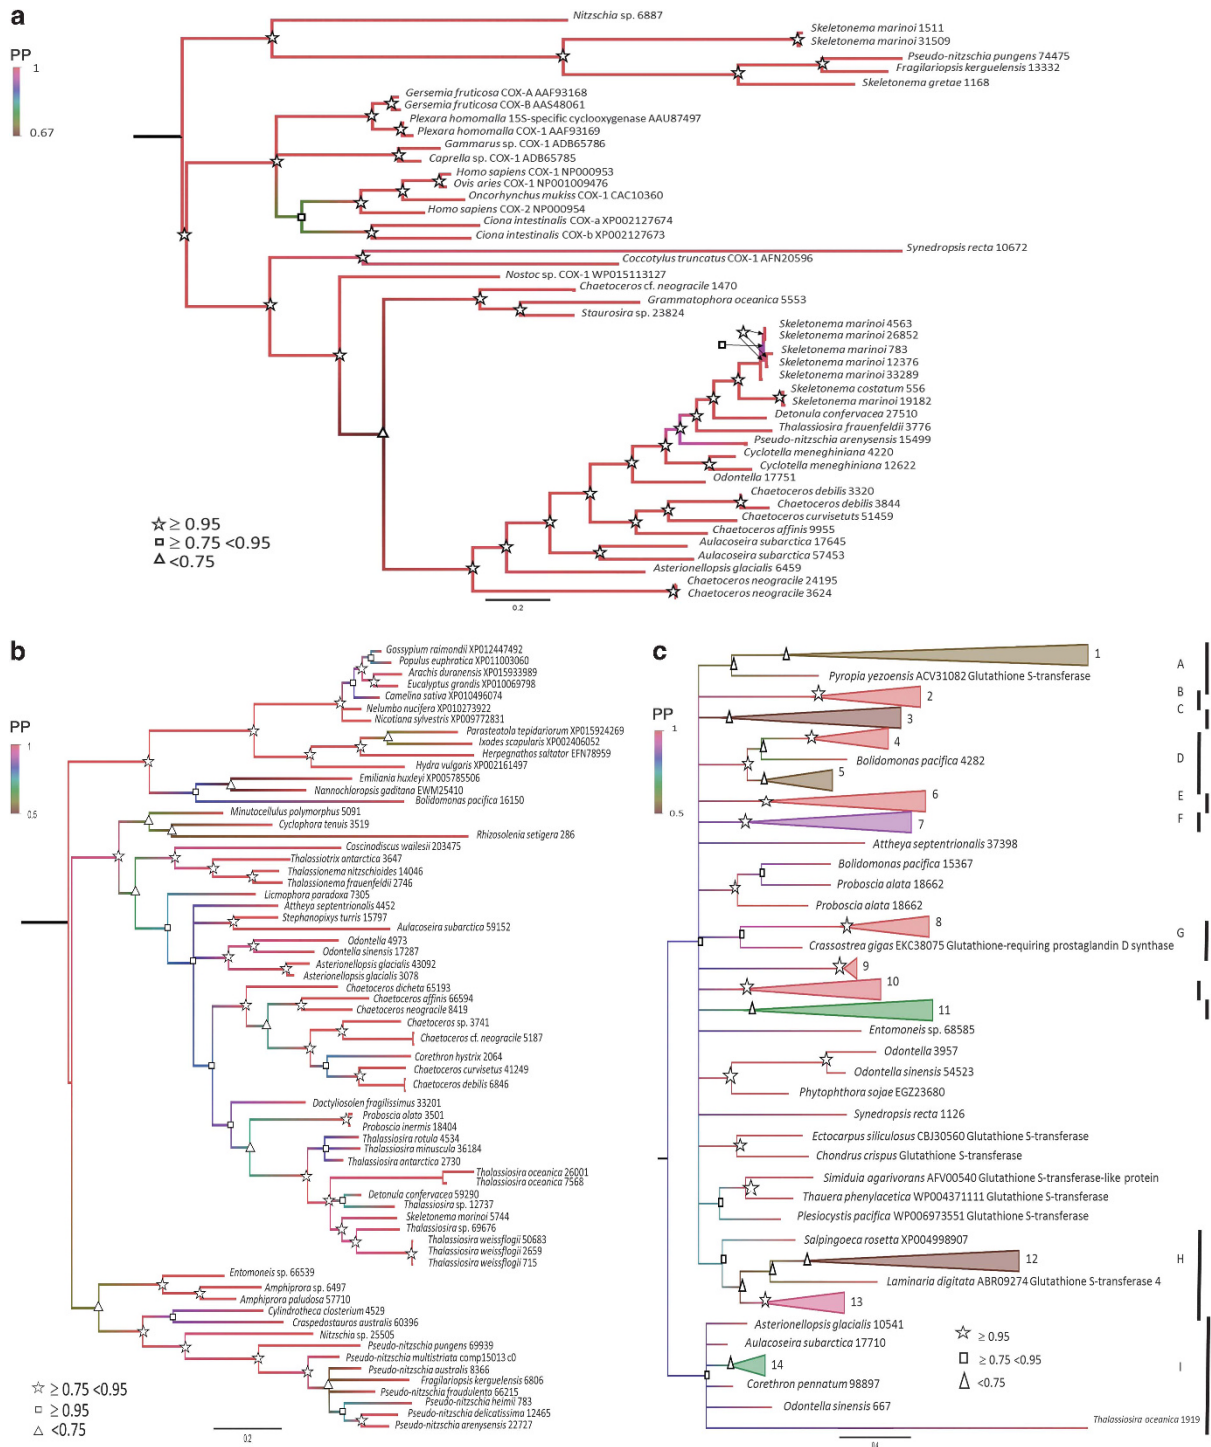 a
PP
1
0.67
Nitzschia sp. 6887
Skeletonema marinoi 1511
Skeletonema marinoi 31509
Pseudo-nitzschia pungens 74475
Fragilariopsis kerguelensis 13332
Skeletonema gretae 1168
Gersemia fruticosa COX-A AAF93168
Gersemia fruticosa COX-B AAS48061
Plexara homomalla 15S-specific cyclooxygenase AAU87497
Plexara homomalla COX-1 AAF93169
Gammarus sp. COX-1 ADB65786
Caprella sp. COX-1 ADB65785
Homo sapiens COX-1 NP000953
Ovis aries COX-1 NP001009476
Oncorhynchus mukiss COX-1 CAC10360
Homo sapiens COX-2 NP000954
Ciona intestinalis COX-a XP002127674
Ciona intestinalis COX-b XP002127673
Synedropsis recta 10672
Coccotylus truncatus COX-1 AFN20596
Nostoc sp. COX-1 WP015113127
Chaetoceros cf. neogracile 1470
Grammatophora oceanica 5553
Staurosira sp. 23824
Skeletonema marinoi 4563
Skeletonema marinoi 26852
Skeletonema marinoi 783
Skeletonema marinoi 12376
Skeletonema marinoi 33289
Skeletonema costatum 556
Skeletonema marinoi 19182
Detonula confervacea 27510
Thalassiosira frauenfeldii 3776
Pseudo-nitzschia arenysensis 15499
Cyclotella meneghiniana 4220
Cyclotella meneghiniana 12622
Odontella 17751
Chaetoceros debilis 3320
Chaetoceros debilis 3844
Chaetoceros curvisetuts 51459
Chaetoceros affinis 9955
Aulacoseira subarctica 17645
Aulacoseira subarctica 57453
Asterionellopsis glacialis 6459
Chaetoceros neogracile 24195
Chaetoceros neogracile 3624
≥ 0.95
≥ 0.75 <0.95
<0.75
0.2
b
PP
1
0.5
Gossypium raimondii XP012447492
Populus euphratica XP011003060
Arachis duranensis XP015933989
Eucalyptus grandis XP010069798
Camelina sativa XP010496074
Nelumbo nucifera XP010273922
Nicotiana sylvestris XP009772831
Parasteatola tepidariorum XP015924269
Ixodes scapularis XP002406052
Herpegnathos saltator EFN78959
Hydra vulgaris XP002161497
Emiliania huxleyi XP005785506
Nannochloropsis gaditana EWM25410
Bolidomonas pacifica 16150
Minutocellulus polymorphus 5091
Cyclophora tenuis 3519
Rhizosolenia setigera 286
Coscinodiscus wailesii 203475
Thalassiotrix antarctica 3647
Thalassionema nitzschioides 14046
Thalassionema frauenfeldii 2746
Licmophora paradoxa 7305
Attheya septentrionalis 4452
Stephanopixys turris 15797
Aulacoseira subarctica 59152
Odontella 4973
Odontella sinensis 17287
Asterionellopsis glacialis 43092
Asterionellopsis glacialis 3078
Chaetoceros dicheta 65193
Chaetoceros affinis 66594
Chaetoceros neogracile 8419
Chaetoceros sp. 3741
Chaetoceros cf. neogracile 5187
Corethron hystrix 2064
Chaetoceros curvisetus 41249
Chaetoceros debilis 6846
Dactyliosolen fragilissimus 33201
Proboscia alata 3501
Proboscia inermis 18404
Thalassiosira rotula 4534
Thalassiosira minuscula 36184
Thalassiosira antarctica 2730
Thalassiosira oceanica 26001
Thalassiosira oceanica 7568
Detonula confervacea 59290
Thalassiosira sp. 12737
Skeletonema marinoi 5744
Thalassiosira sp. 69676
Thalassiosira weissflogii 50683
Thalassiosira weissflogii 2659
Thalassiosira weissflogii 715
Entomoneis sp. 66539
Amphiprora sp. 6497
Amphiprora paludosa 57710
Cylindrotheca closterium 4529
Craspedostauros australis 60396
Nitzschia sp. 25505
Pseudo-nitzschia pungens 69939
Pseudo-nitzschia multistriata comp15013 c0
Pseudo-nitzschia australis 8366
Fragilariopsis kerguelensis 6806
Pseudo-nitzschia fraudulenta 66215
Pseudo-nitzschia heimii 783
Pseudo-nitzschia delicatissima 12465
Pseudo-nitzschia arenysensis 22727
≥ 0.75 <0.95
≥ 0.95
<0.75
0.2
c
PP
1
0.5
1
A
Pyropia yezoensis ACV31082 Glutathione S-transferase
2
B
3
C
4
Bolidomonas pacifica 4282
D
5
6
E
7
F
Attheya septentrionalis 37398
Bolidomonas pacifica 15367
Proboscia alata 18662
Proboscia alata 18662
8
G
Crassostrea gigas EKC38075 Glutathione-requiring prostaglandin D synthase
9
10
11
Entomoneis sp. 68585
Odontella 3957
Odontella sinensis 54523
Phytophthora sojae EGZ23680
Synedropsis recta 1126
Ectocarpus siliculosus CBJ30560 Glutathione S-transferase
Chondrus crispus Glutathione S-transferase
Simiduia agarivorans AFV00540 Glutathione S-transferase-like protein
Thauera phenylacetica WP004371111 Glutathione S-transferase
Plesiocystis pacifica WP006973551 Glutathione S-transferase
Salpingoeca rosetta XP004998907
12
H
Laminaria digitata ABR09274 Glutathione S-transferase 4
13
Asterionellopsis glacialis 10541
Aulacoseira subarctica 17710
14
I
Corethron pennatum 98897
Odontella sinensis 667
Thalassiosira oceanica 1919
≥ 0.95
≥ 0.75 <0.95
<0.75
0.4